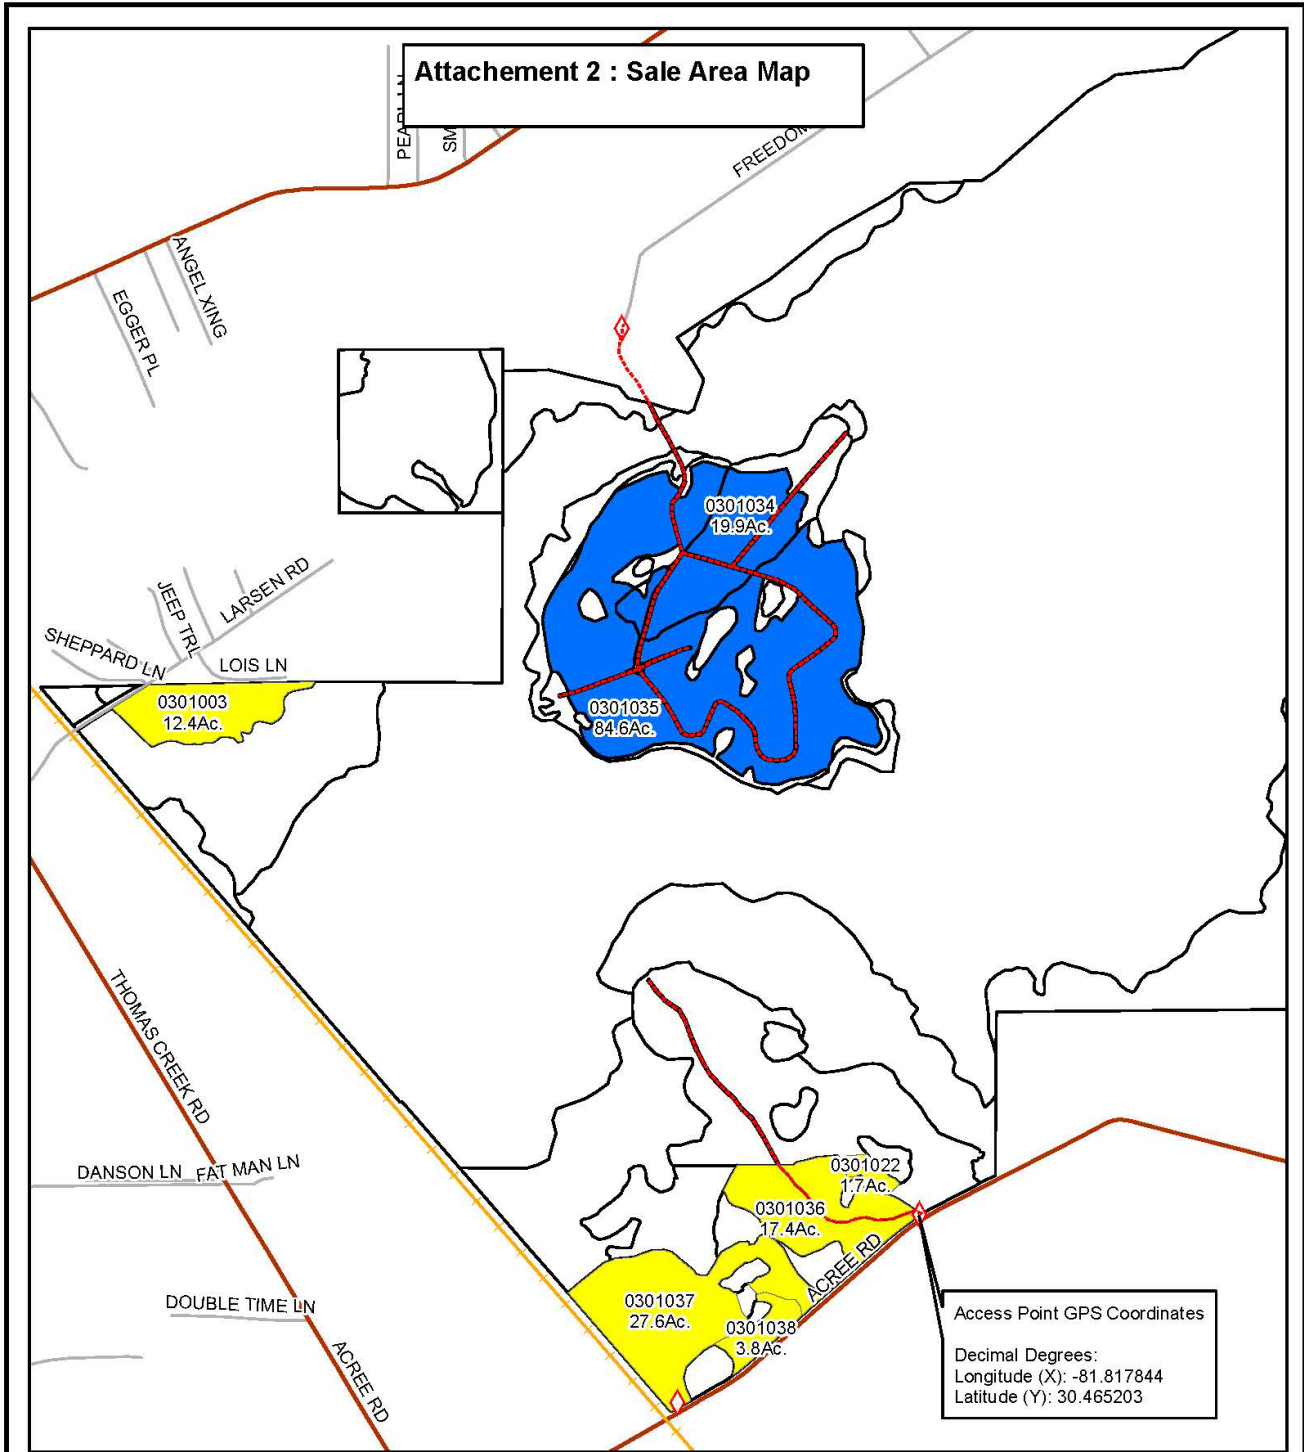 Attachement 2 : Sale Area Map
FREEDOM
ANGEL XING
EGGER PL
0301034
19.9Ac.
LARSEN RD
JEEP TRL
SHEPPARD LN
LOIS LN
0301003
12.4Ac.
0301035
84.6Ac.
THOMAS CREEK RD
DANSON LN
FAT MAN LN
0301022
1.7Ac.
0301036
17.4Ac.
ACREE RD
0301037
27.6Ac.
0301038
3.8Ac.
DOUBLE TIME LN
ACREE RD
Access Point GPS Coordinates
Decimal Degrees:
Longitude (X): -81.817844
Latitude (Y): 30.465203